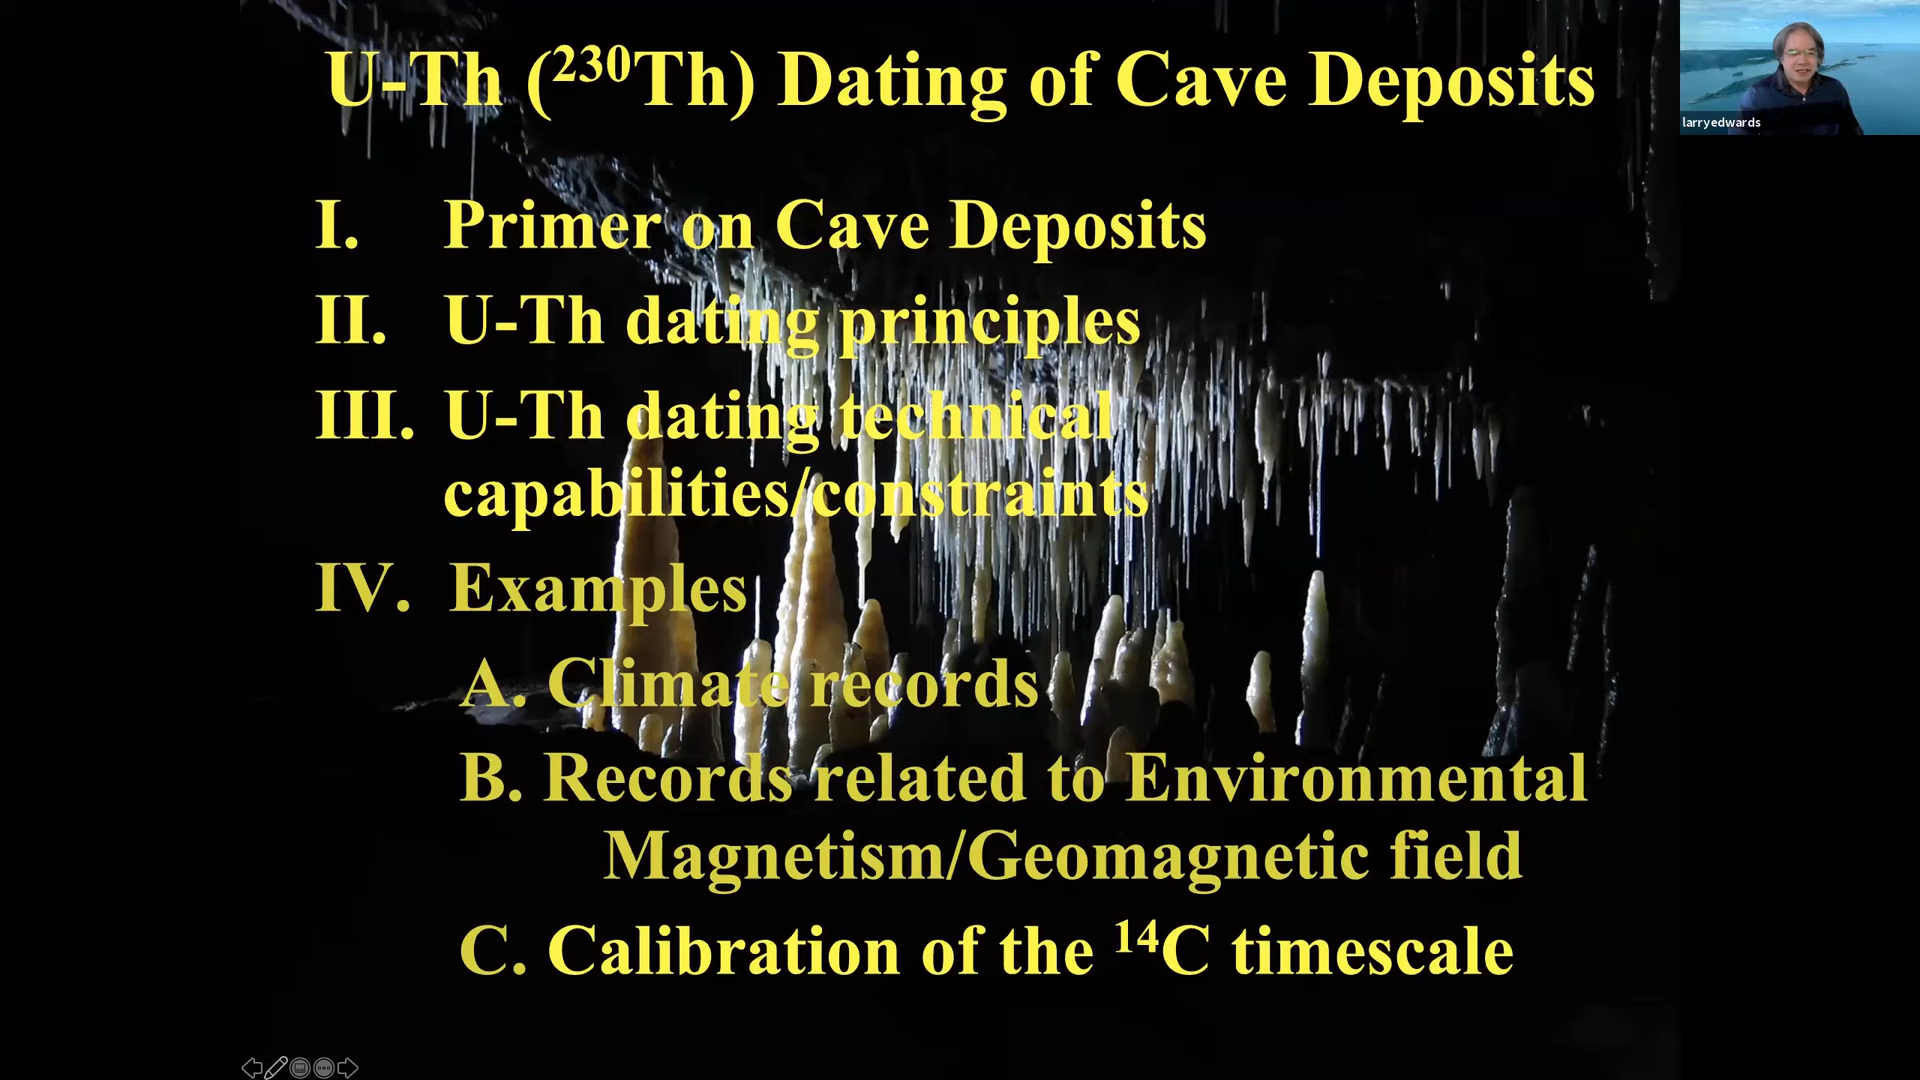 U-Th (²³⁰Th) Dating of Cave Deposits
larryedwards
I. Primer on Cave Deposits
II. U-Th dating principles
III. U-Th dating technical
capabilities/constraints
IV. Examples
A. Climate records
B. Records related to Environmental
Magnetism/Geomagnetic field
C. Calibration of the ¹⁴C timescale